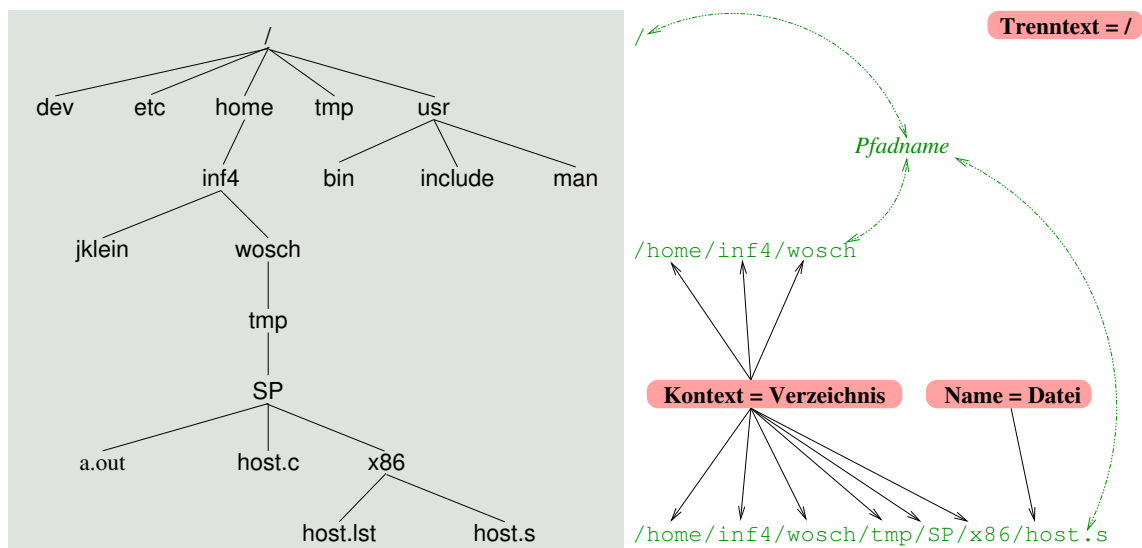 /
dev etc home tmp usr
inf4 bin include man
jklein wosch
tmp
SP
a.out host.c x86
host.lst host.s
/
Trenntext = /
Pfadname
/home/inf4/wosch
Kontext = Verzeichnis
Name = Datei
/home/inf4/wosch/tmp/SP/x86/host.s